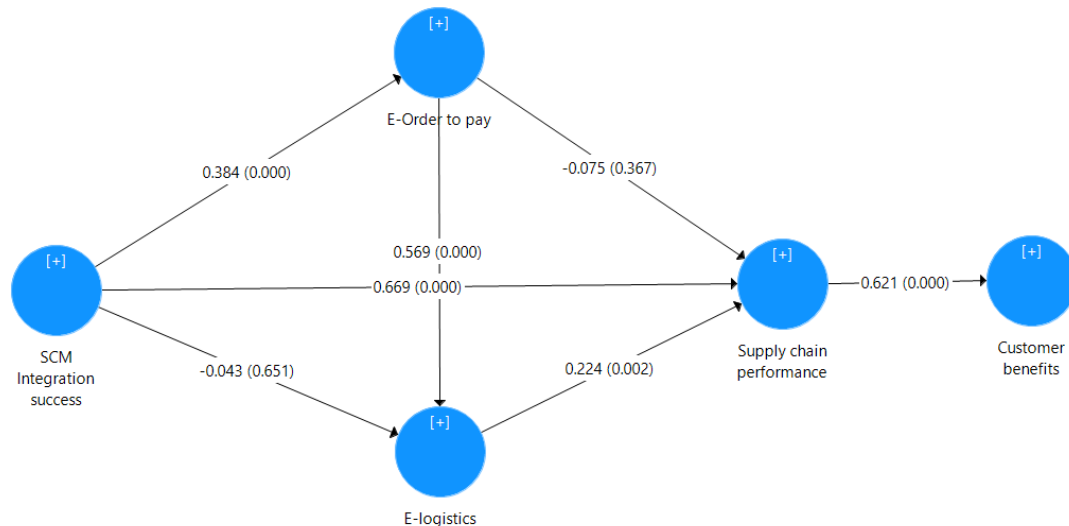 [+]
E-Order to pay
0.384 (0.000)
-0.075 (0.367)
0.569 (0.000)
[+]
SCM
Integration
success
0.669 (0.000)
[+]
Supply chain
performance
0.621 (0.000)
[+]
Customer
benefits
-0.043 (0.651)
0.224 (0.002)
[+]
E-logistics